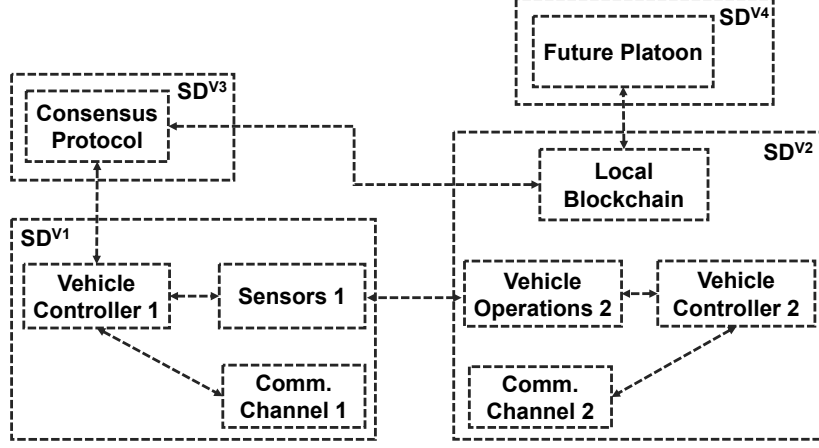 SD^V4
Future Platoon
SD^V3
Consensus
Protocol
SD^V2
Local
Blockchain
SD^V1
Vehicle
Controller 1
Sensors 1
Vehicle
Operations 2
Vehicle
Controller 2
Comm.
Channel 1
Comm.
Channel 2